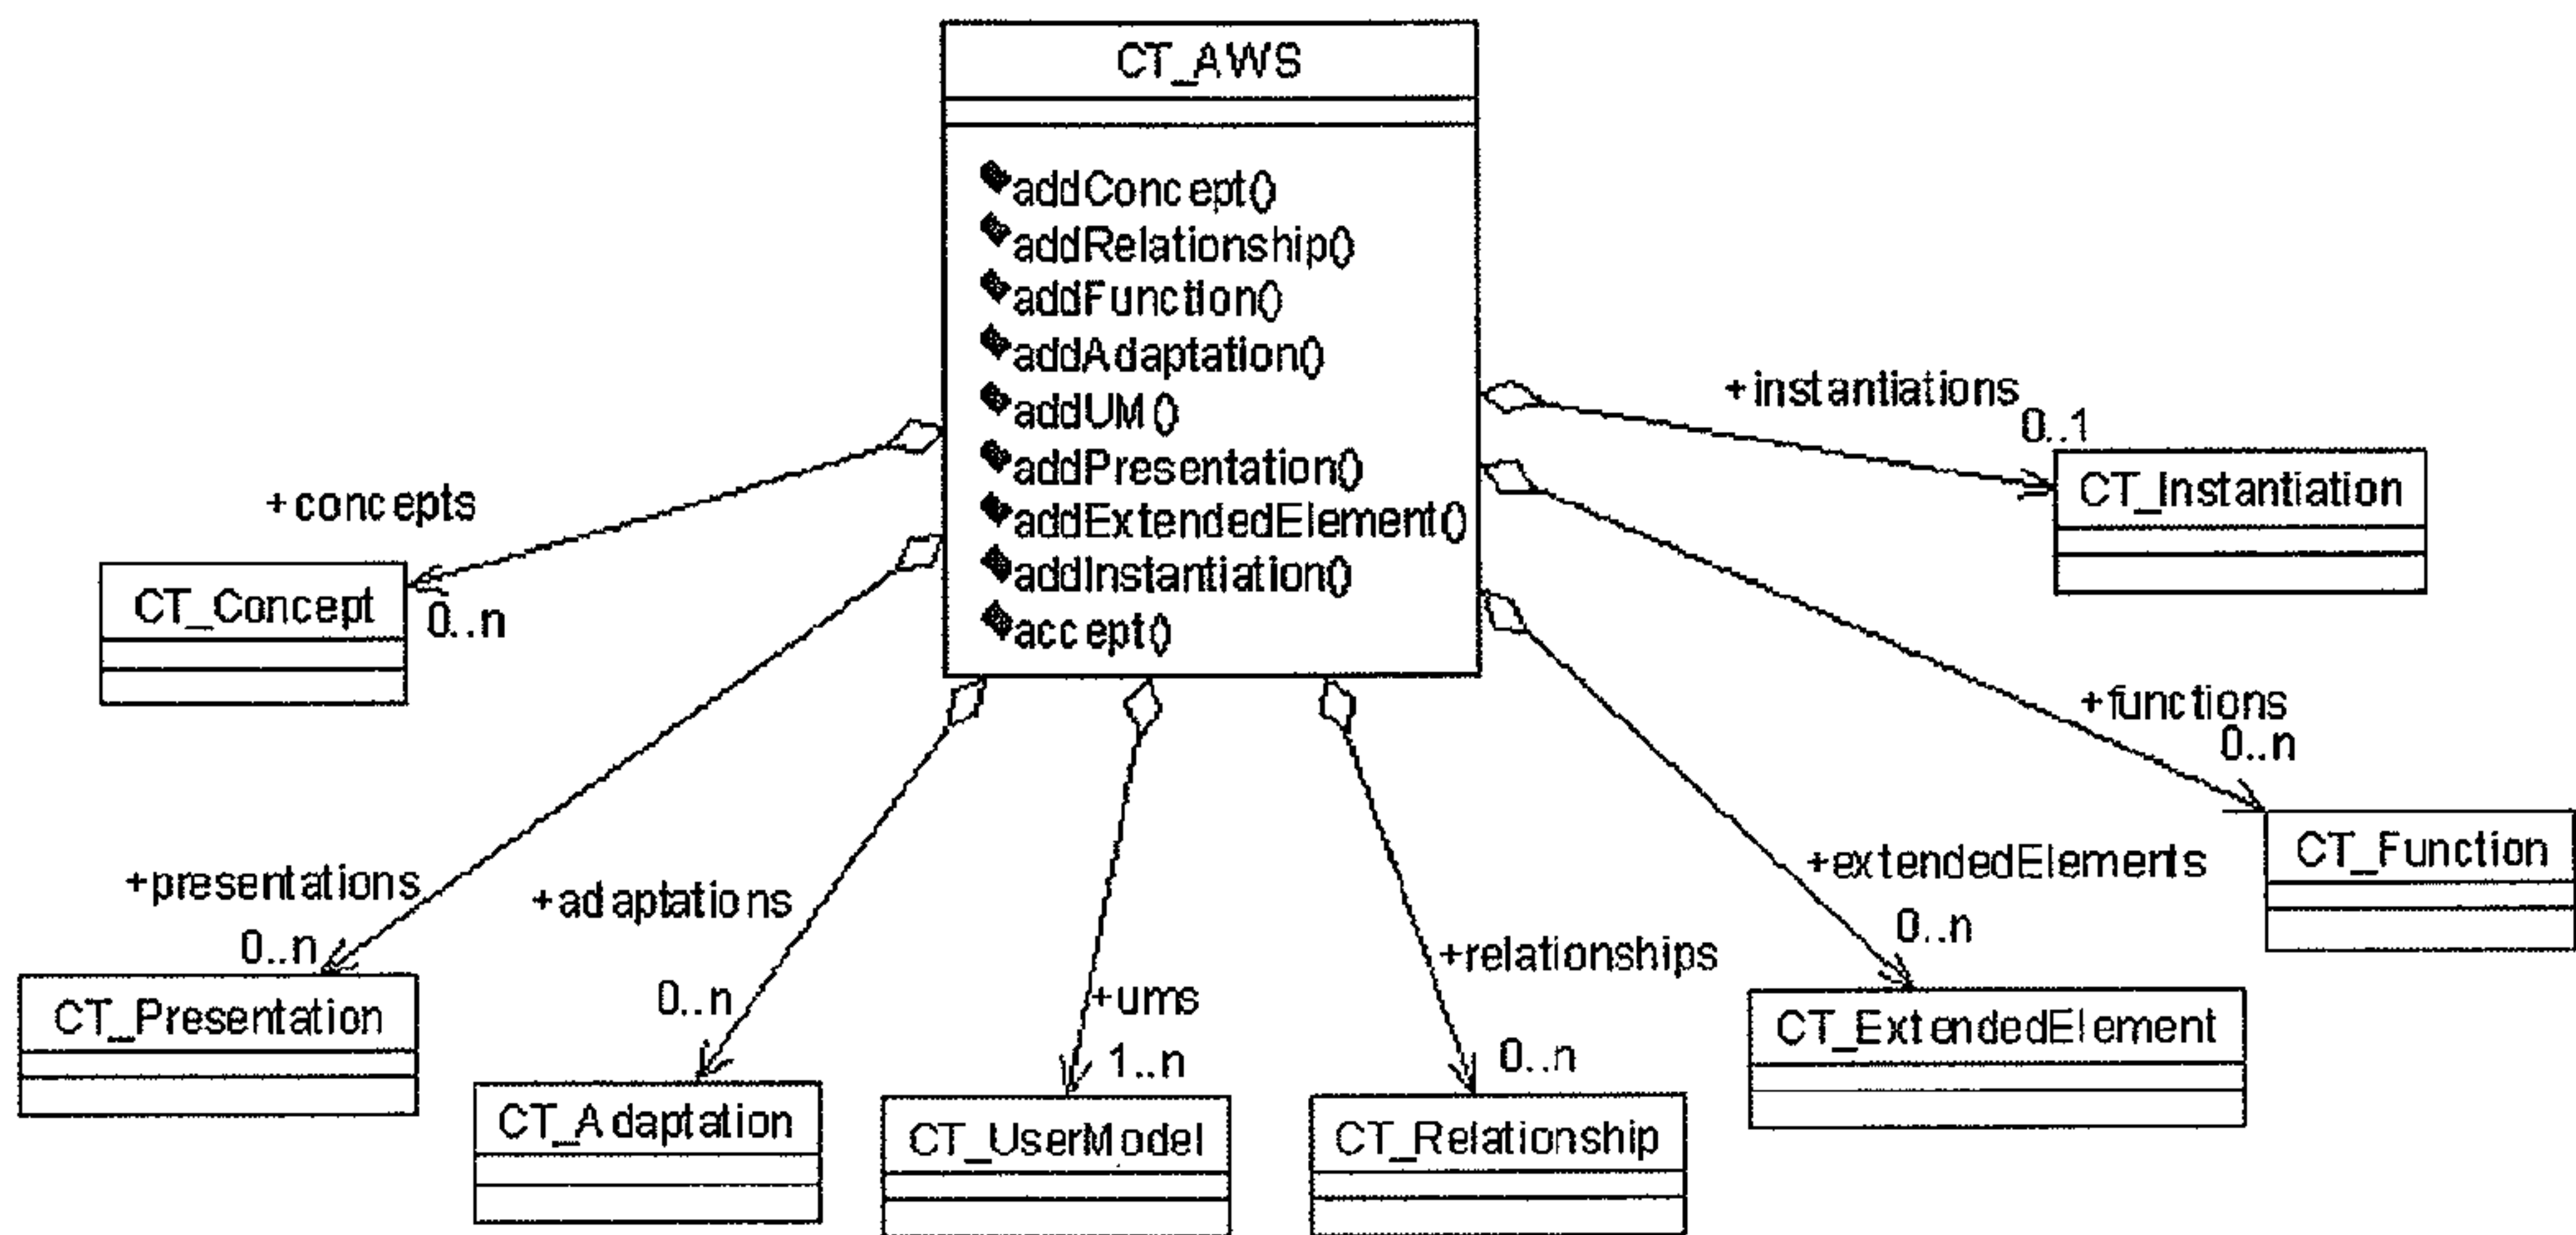 CT_AWS
addConcept()
addRelationship()
addFunction()
addAdaptation()
addUM()
addPresentation()
addExtendedElement()
addInstantiation()
accept()
+instantiations
0..1
CT_Instantiation
+concepts
0..n
CT_Concept
+functions
0..n
CT_Function
+presentations
0..n
CT_Presentation
+adaptations
0..n
CT_Adaptation
+ums
1..n
CT_UserModel
+relationships
0..n
CT_Relationship
+extendedElements
0..n
CT_ExtendedElement